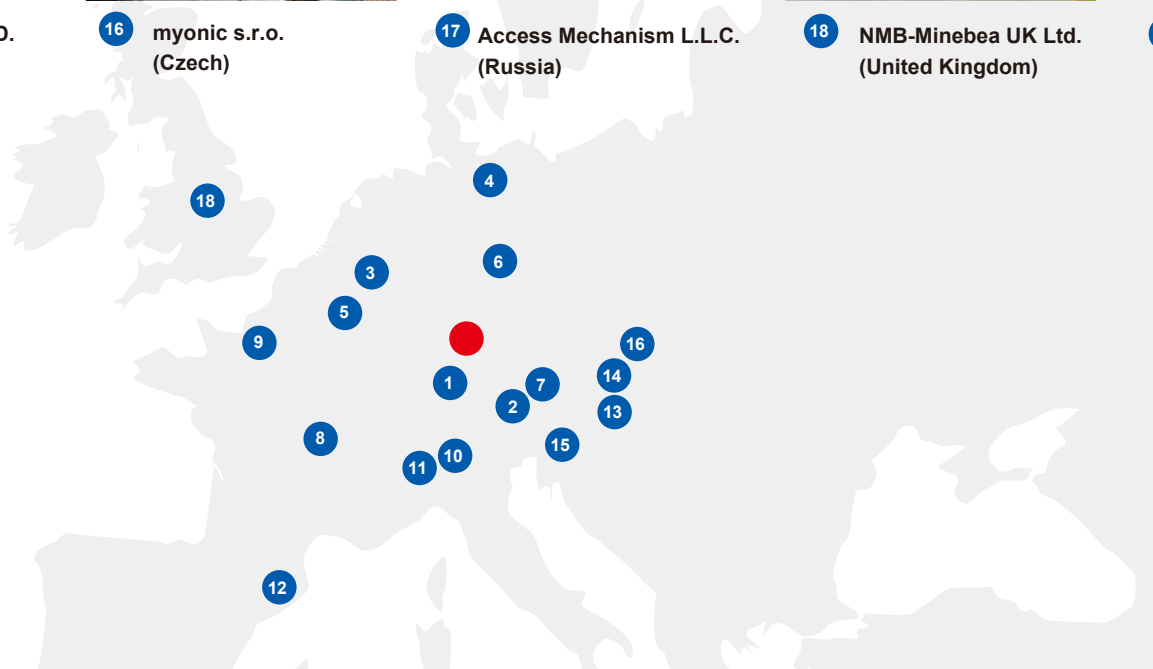 O.
16 myonic s.r.o.
(Czech)
17 Access Mechanism L.L.C.
(Russia)
18 NMB-Minebea UK Ltd.
(United Kingdom)
4
18
6
3
5
9
16
14
1
7
2
13
8
15
10
11
12